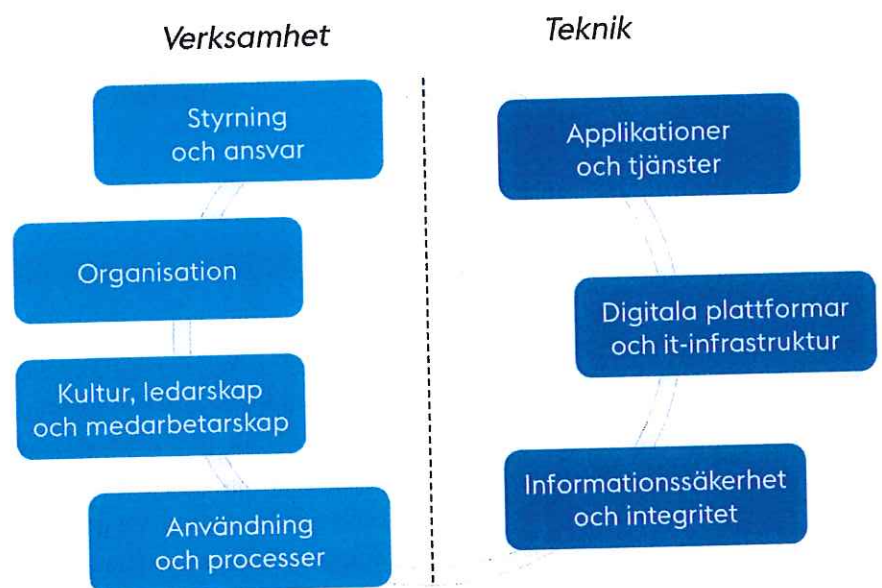 Verksamhet
Styrning
och ansvar
Organisation
Kultur, ledarskap
och medarbetarskap
Användning
och processer
Teknik
Applikationer
och tjänster
Digitala plattformar
och it-infrastruktur
Informationssäkerhet
och integritet